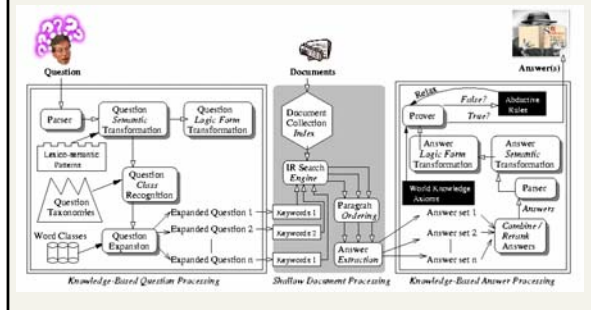 Question
Documents
Answer(s)
Parser
Question
Semantic
Transformation
Question
Logic Form
Transformation
Lexico-semantic
Patterns
Question
Class
Recognition
Question
Taxonomies
Word Classes
Question
Expansion
Expanded Question 1
Expanded Question 2
Expanded Question n
Knowledge-Based Question Processing
Document
Collection
Index
IR Search
Engine
Keywords 1
Keywords 2
Keywords 1
Paragrah
Ordering
Answer
Extraction
Shallow Document Processing
Relax
Prover
False?
True?
Abductive
Rules
Answer
Logic Form
Transformation
Answer
Semantic
Transformation
World Knowledge
Axioms
Parser
Answers
Answer set 1
Answer set 2
Answer set n
Combine /
Rerank
Answers
Knowledge-Based Answer Processing